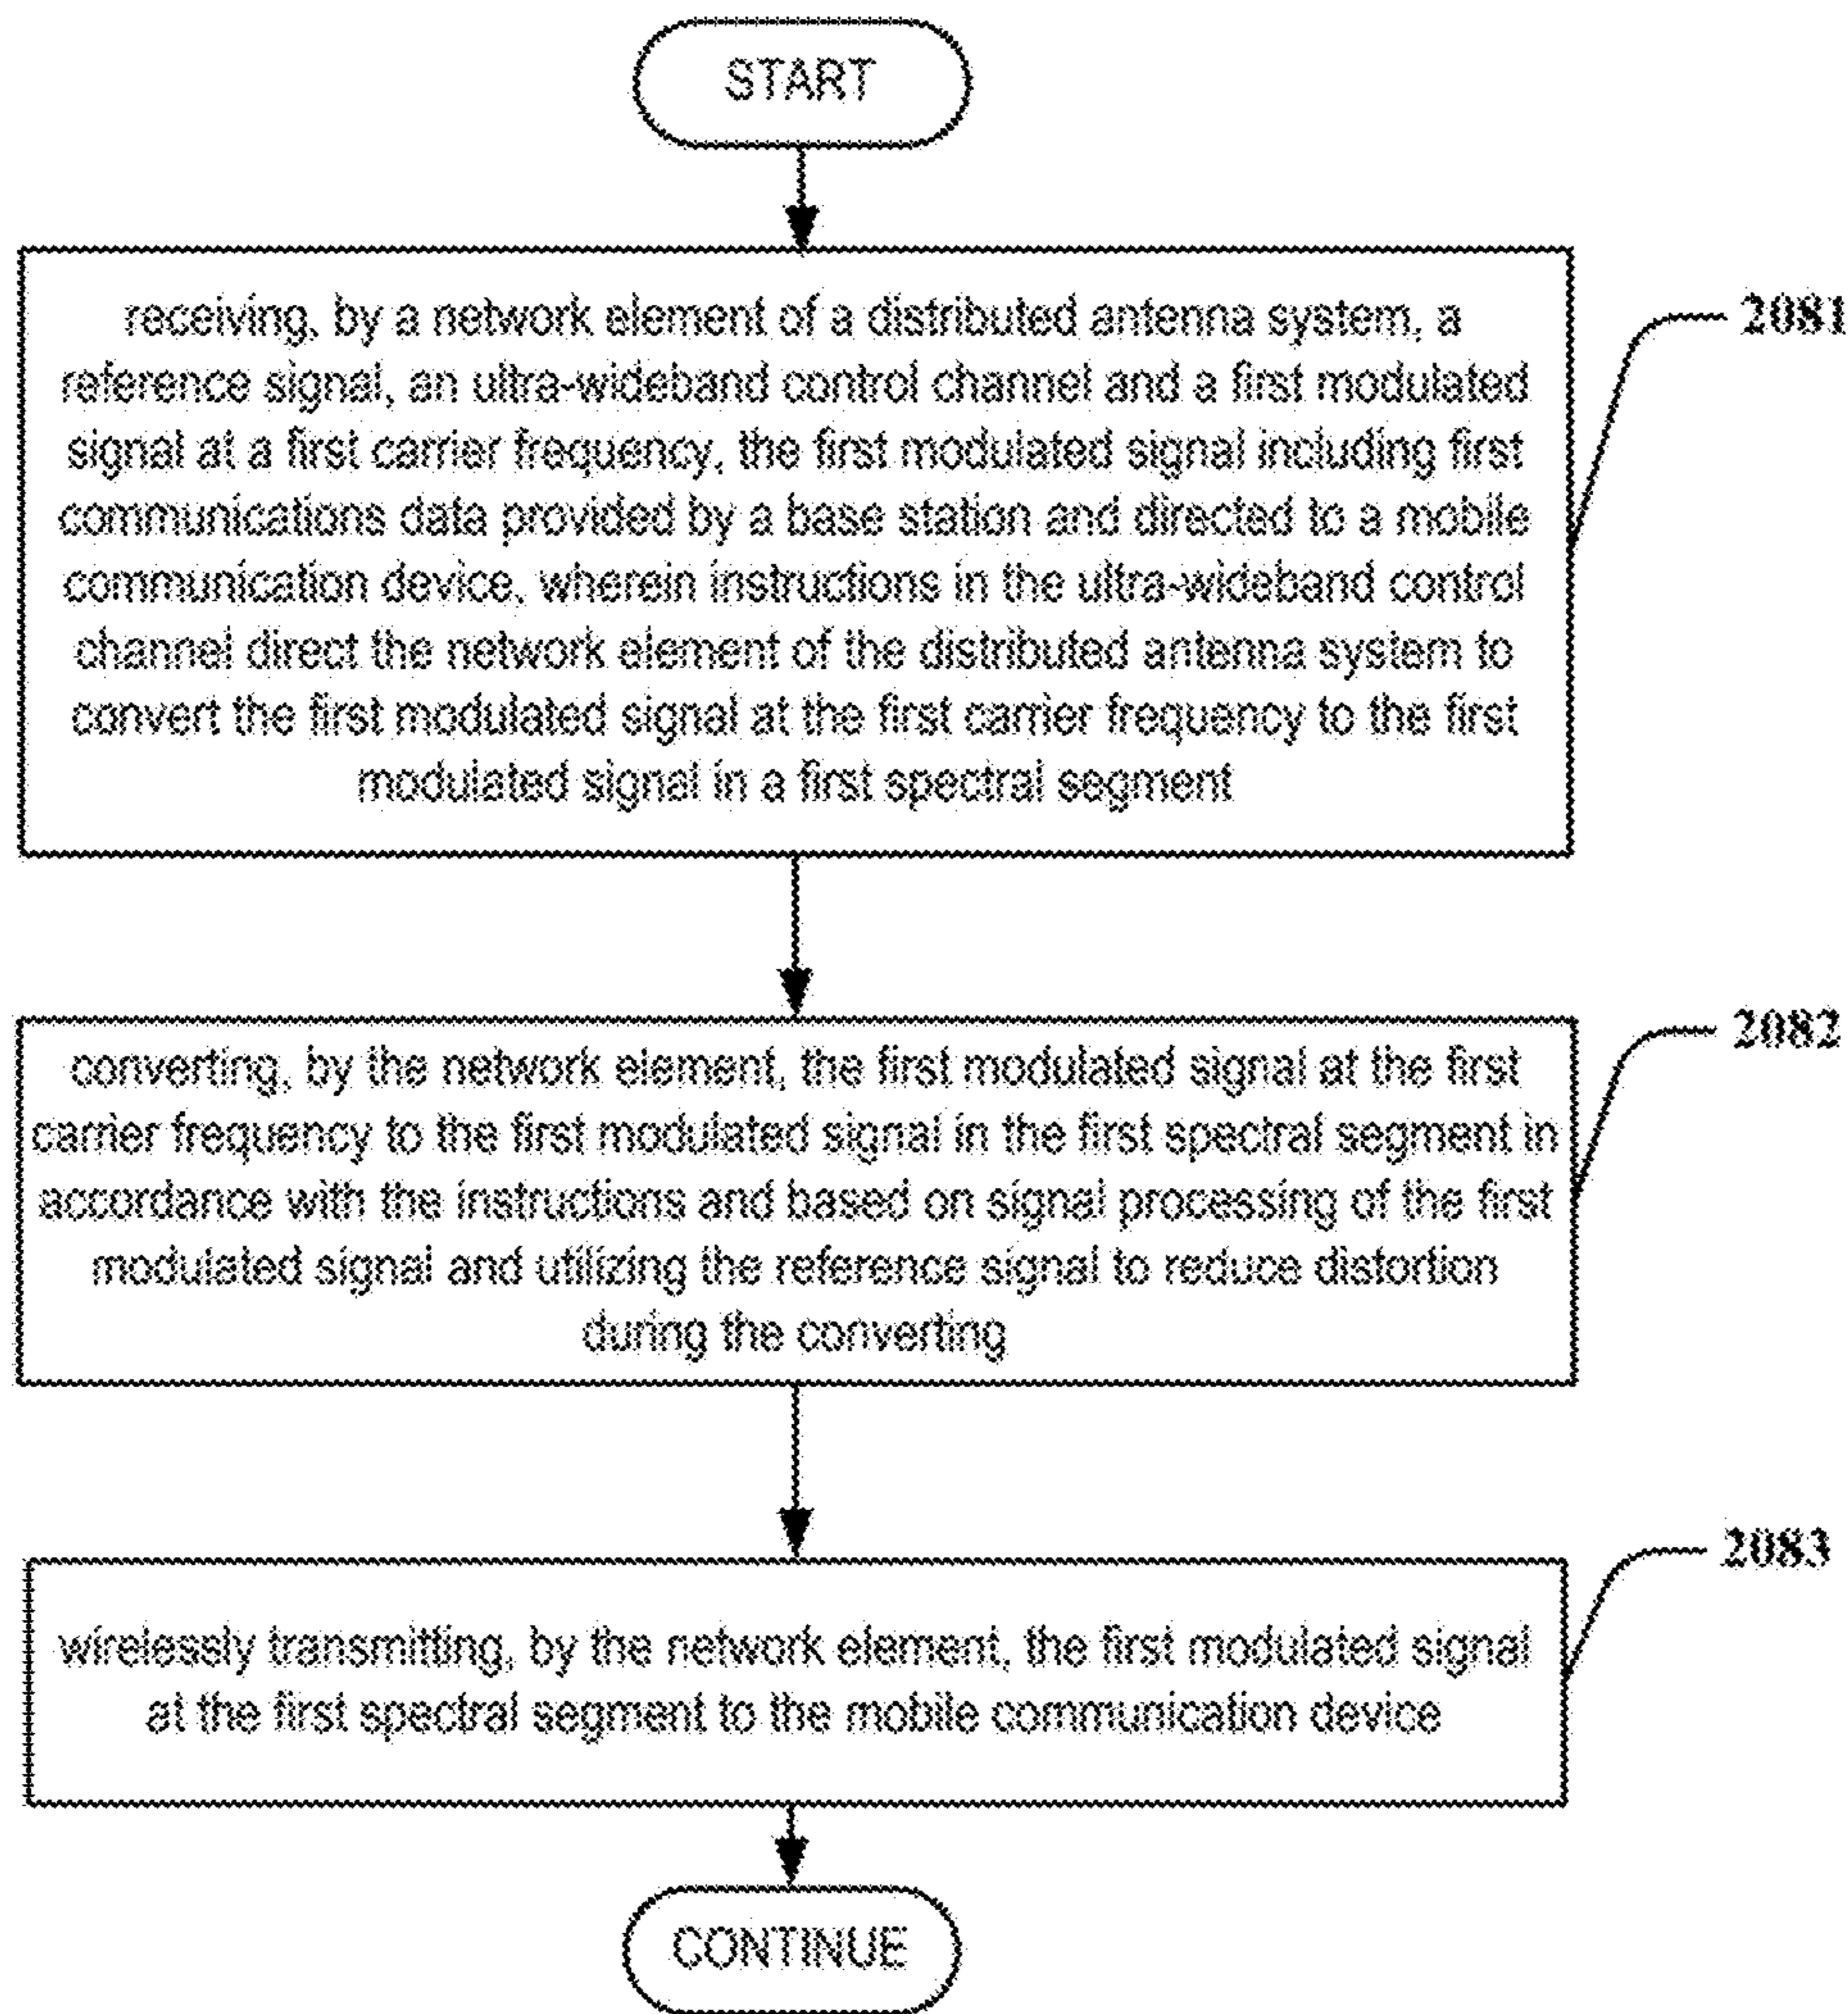 START
receiving, by a network element of a distributed antenna system, a
reference signal, an ultra-wideband control channel and a first modulated
signal at a first carrier frequency, the first modulated signal including first
communications data provided by a base station and directed to a mobile
communication device, wherein instructions in the ultra-wideband control
channel direct the network element of the distributed antenna system to
convert the first modulated signal at the first carrier frequency to the first
modulated signal in a first spectral segment
2081
converting, by the network element, the first modulated signal at the first
carrier frequency to the first modulated signal in the first spectral segment in
accordance with the instructions and based on signal processing of the first
modulated signal and utilizing the reference signal to reduce distortion
during the converting
2082
wirelessly transmitting, by the network element, the first modulated signal
at the first spectral segment to the mobile communication device
2083
CONTINUE